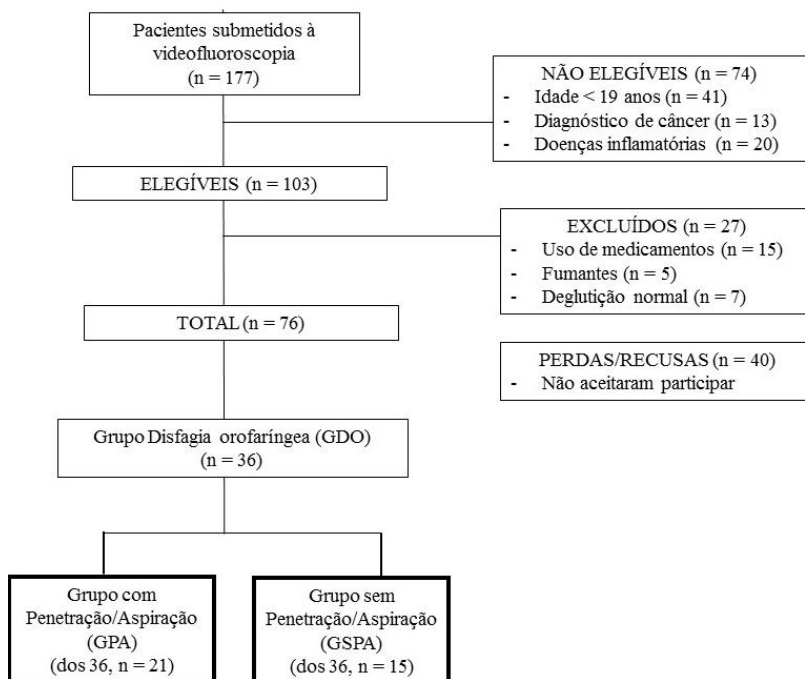 Pacientes submetidos à
videofluoroscopia
(n = 177)
NÃO ELEGÍVEIS (n = 74)
- Idade < 19 anos (n = 41)
- Diagnóstico de câncer (n = 13)
- Doenças inflamatórias (n = 20)
ELEGÍVEIS (n = 103)
EXCLUÍDOS (n = 27)
- Uso de medicamentos (n = 15)
- Fumantes (n = 5)
- Deglutição normal (n = 7)
TOTAL (n = 76)
PERDAS/RECUSAS (n = 40)
- Não aceitaram participar
Grupo Disfagia orofaríngea (GDO)
(n = 36)
Grupo com
Penetração/Aspiração
(GPA)
(dos 36, n = 21)
Grupo sem
Penetração/Aspiração
(GSPA)
(dos 36, n = 15)